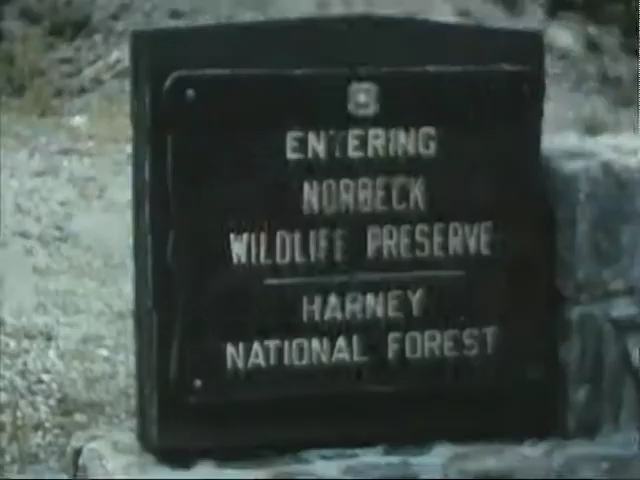 ENTERING
NORBECK
WILDLIFE PRESERVE
HARNEY
NATIONAL FOREST